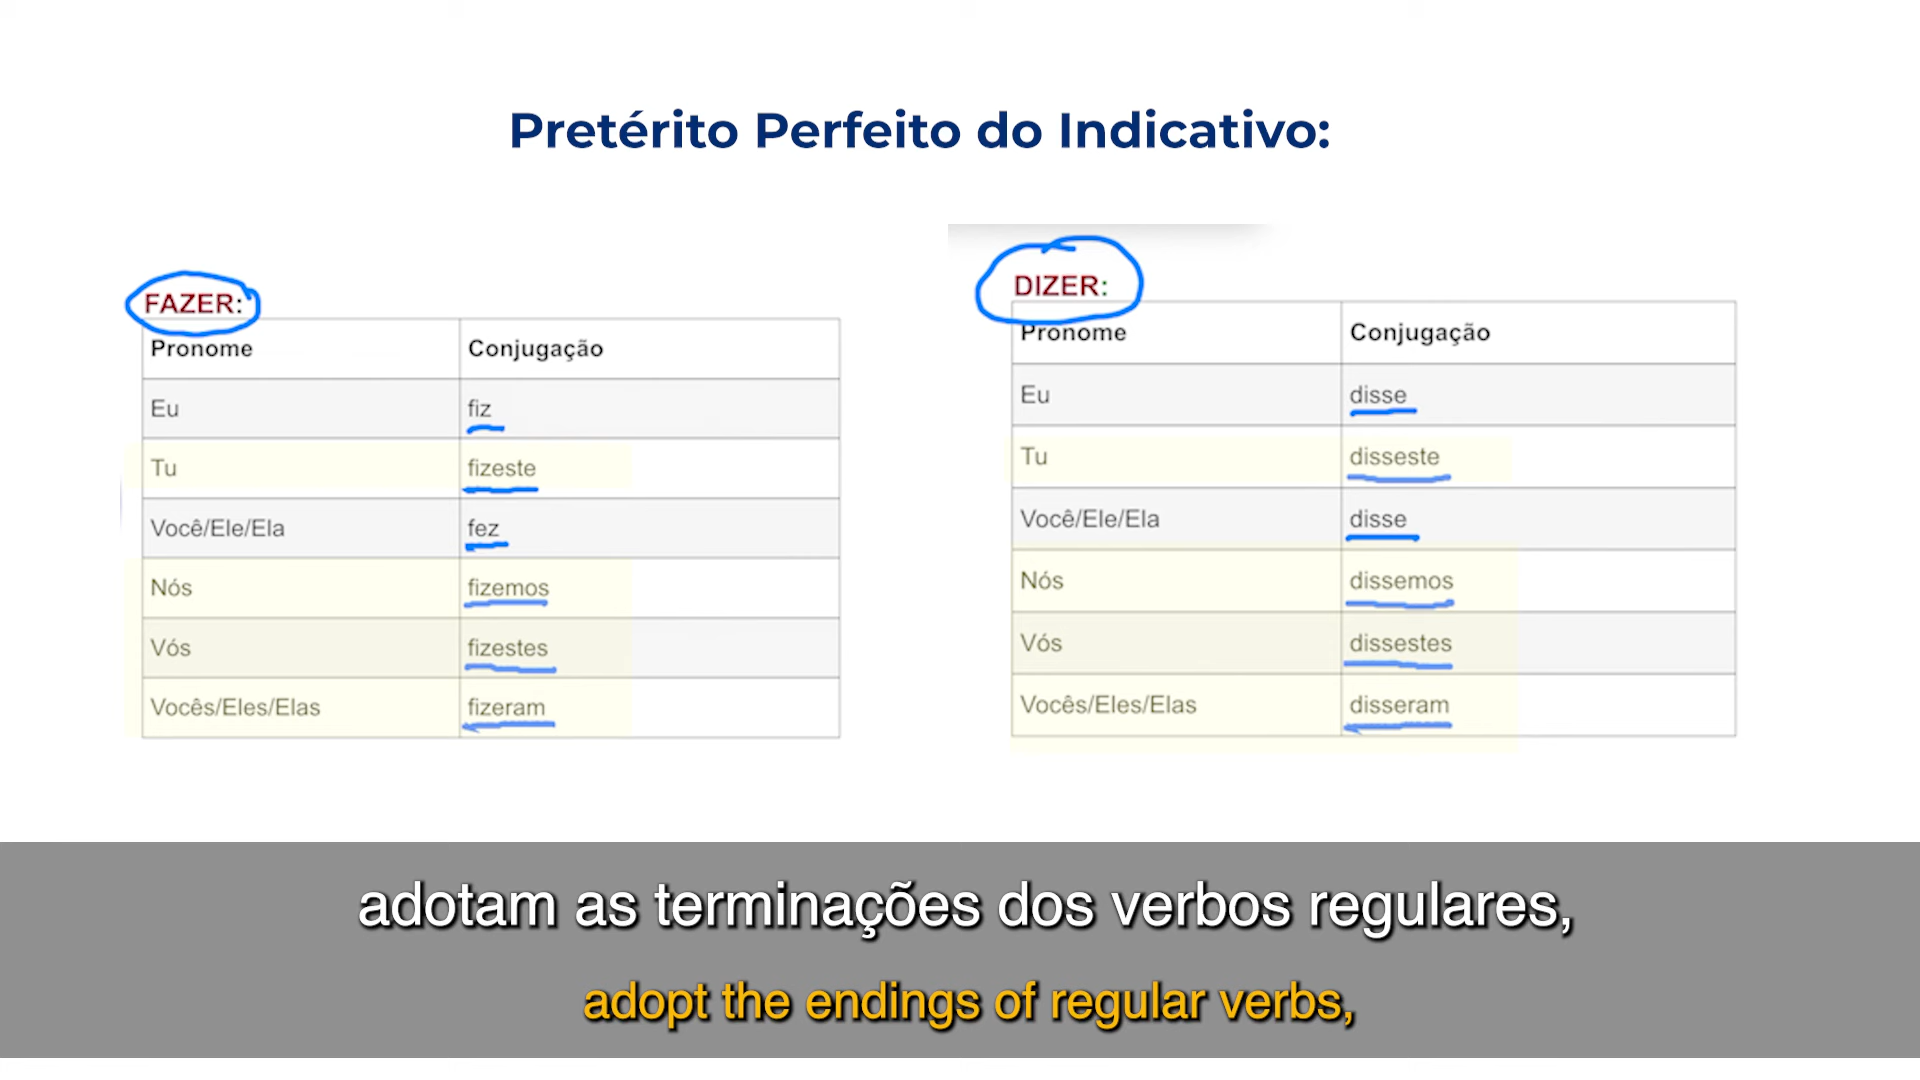 Pretérito Perfeito do Indicativo:
FAZER:
Pronome Conjugação
Eu fiz
Tu fizeste
Você/Ele/Ela fez
Nós fizemos
Vós fizestes
Vocês/Eles/Elas fizeram
DIZER:
Pronome Conjugação
Eu disse
Tu disseste
Você/Ele/Ela disse
Nós dissemos
Vós dissestes
Vocês/Eles/Elas disseram
adotam as terminações dos verbos regulares,
adopt the endings of regular verbs,